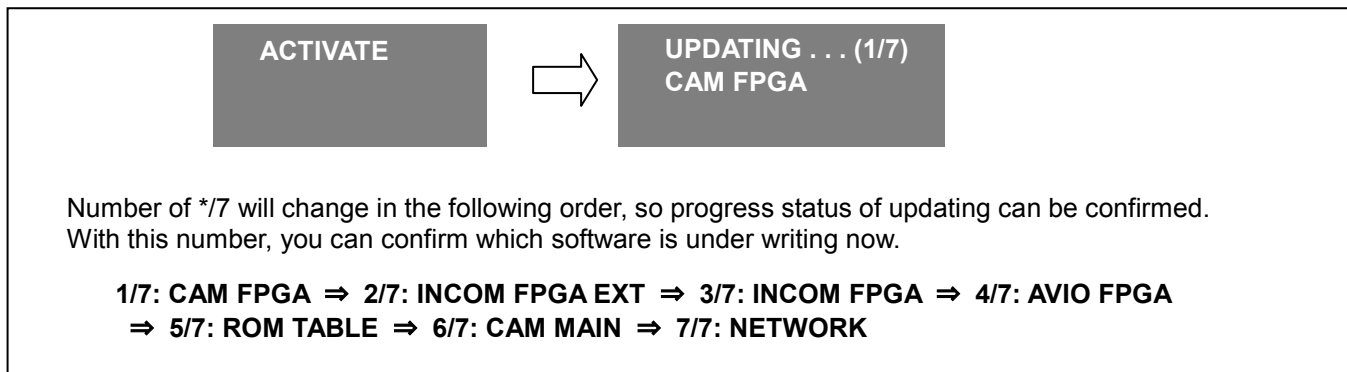 ACTIVATE
UPDATING . . . (1/7)
CAM FPGA
Number of */7 will change in the following order, so progress status of updating can be confirmed.
With this number, you can confirm which software is under writing now.
1/7: CAM FPGA ⇒ 2/7: INCOM FPGA EXT ⇒ 3/7: INCOM FPGA ⇒ 4/7: AVIO FPGA
⇒ 5/7: ROM TABLE ⇒ 6/7: CAM MAIN ⇒ 7/7: NETWORK